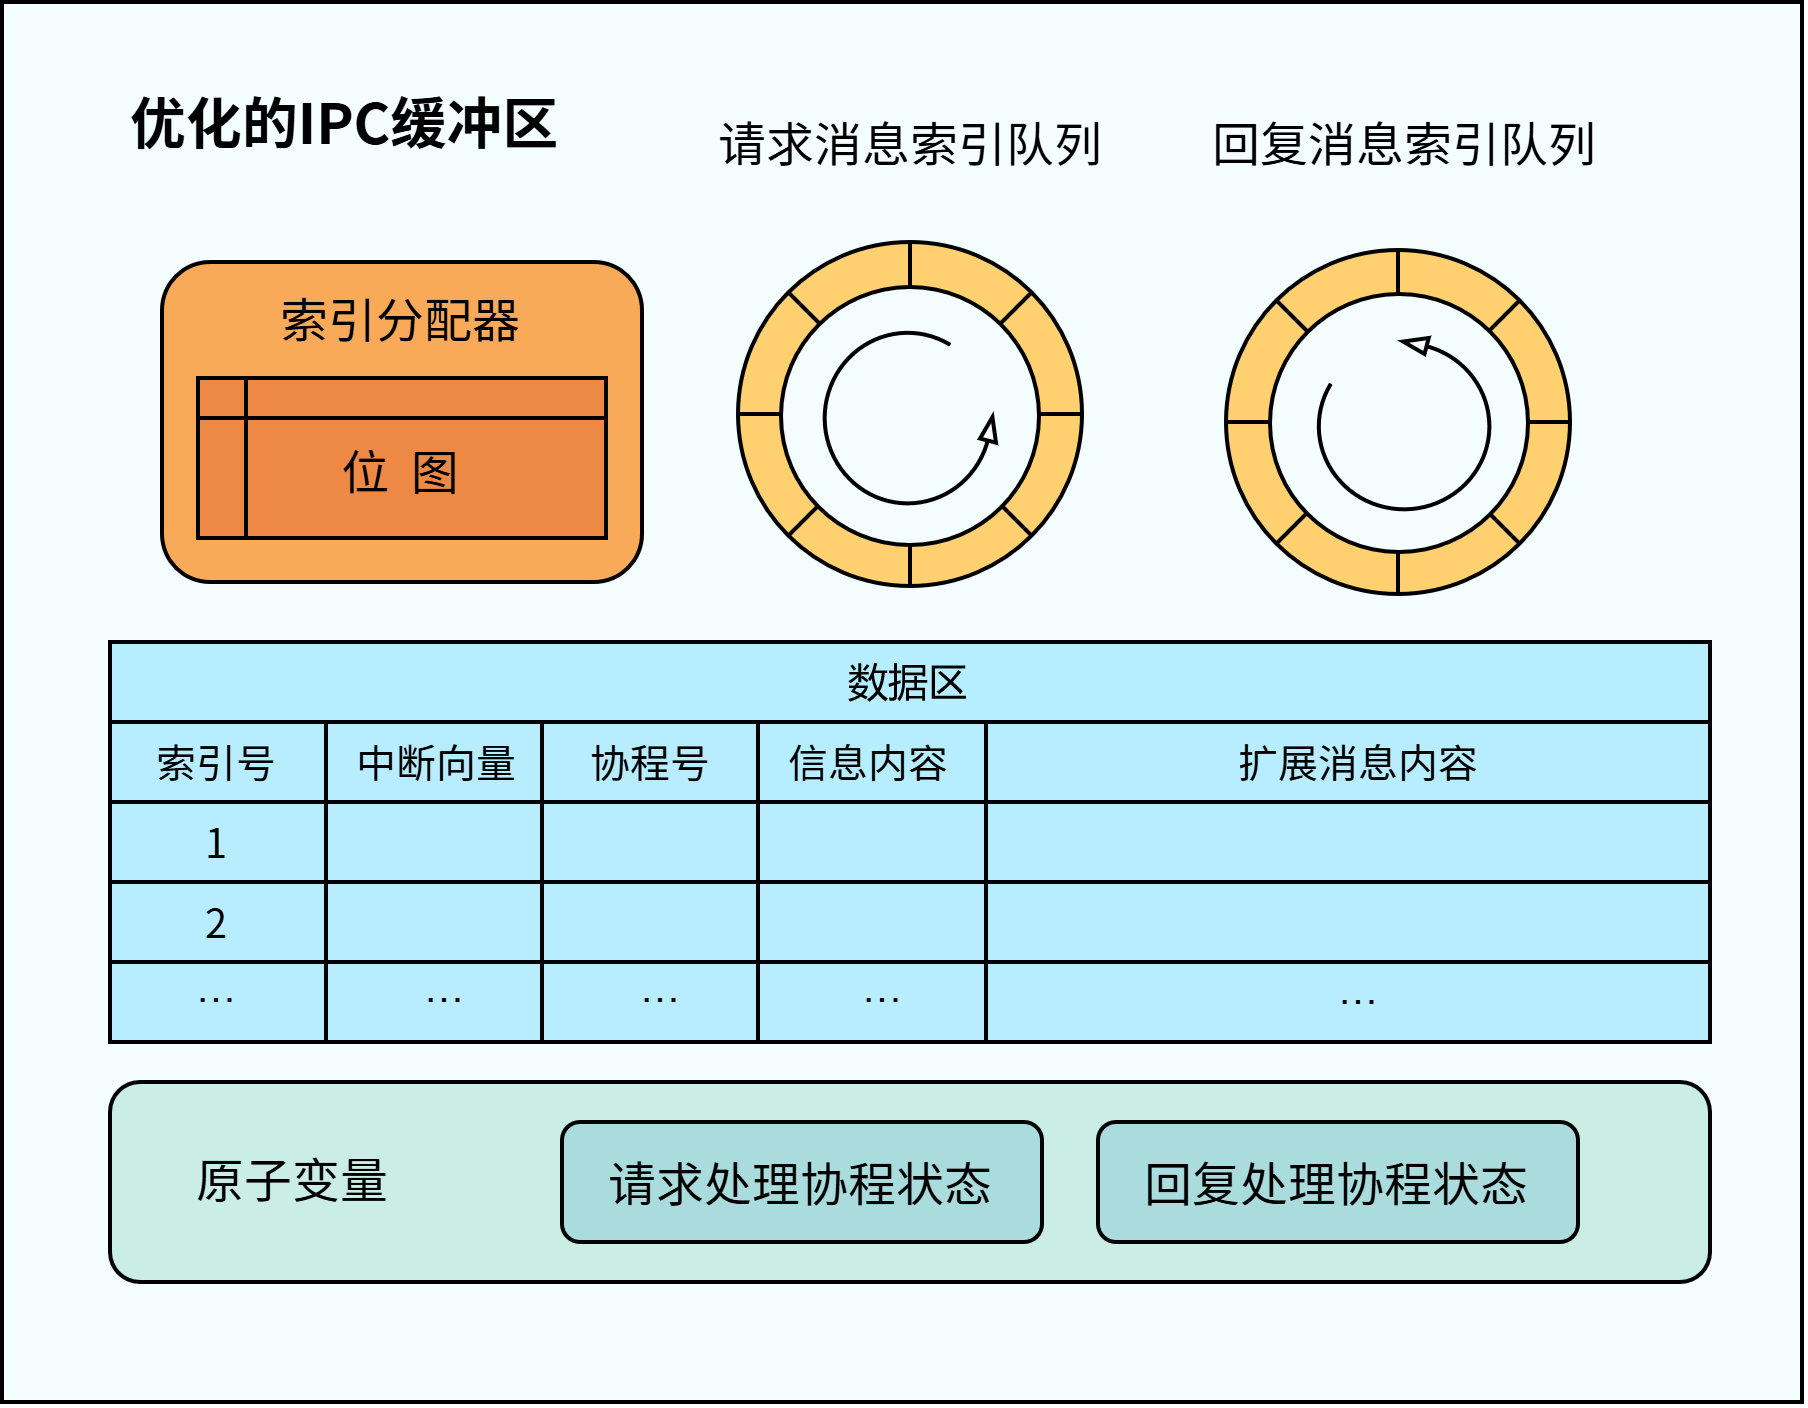 优化的IPC缓冲区
请求消息索引队列
回复消息索引队列
索引分配器
位 图
数据区
索引号 中断向量 协程号 信息内容 扩展消息内容
1
2
… … … … …
原子变量 请求处理协程状态 回复处理协程状态